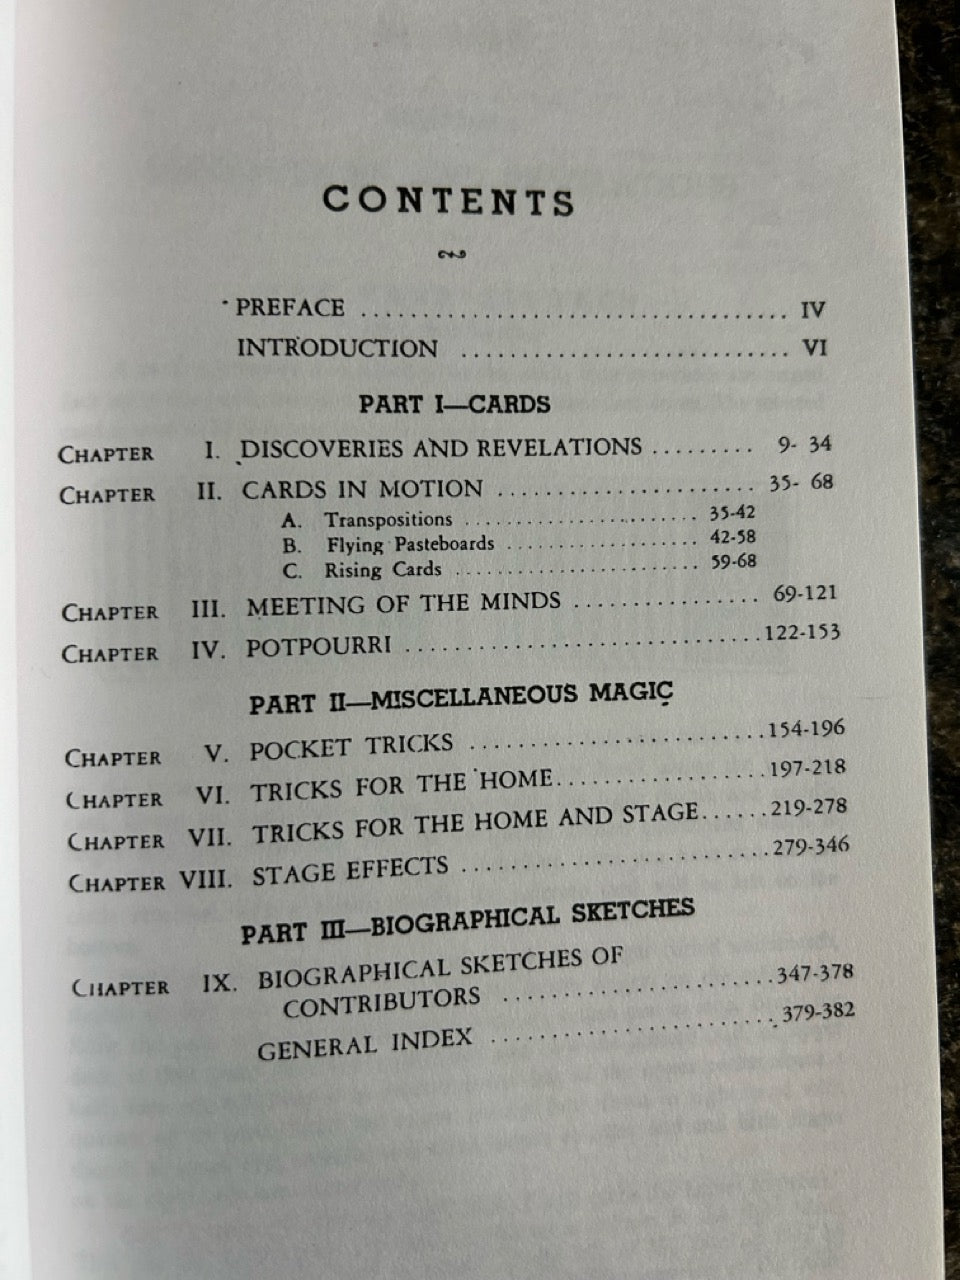 CONTENTS
PREFACE .................................... IV
INTRODUCTION ............................ VI
PART I—CARDS
CHAPTER I. DISCOVERIES AND REVELATIONS ......... 9- 34
CHAPTER II. CARDS IN MOTION ....................... 35- 68
A. Transpositions ........................ 35-42
B. Flying Pasteboards .................... 42-58
C. Rising Cards .......................... 59-68
CHAPTER III. MEETING OF THE MINDS ................ 69-121
CHAPTER IV. POTPOURRI ...............................122-153
PART II—MISCELLANEOUS MAGIC
CHAPTER V. POCKET TRICKS .........................154-196
CHAPTER VI. TRICKS FOR THE HOME..................197-218
CHAPTER VII. TRICKS FOR THE HOME AND STAGE......219-278
CHAPTER VIII. STAGE EFFECTS ..........................279-346
PART III—BIOGRAPHICAL SKETCHES
CHAPTER IX. BIOGRAPHICAL SKETCHES OF
CONTRIBUTORS .......................347-378
GENERAL INDEX ........................ 379-382